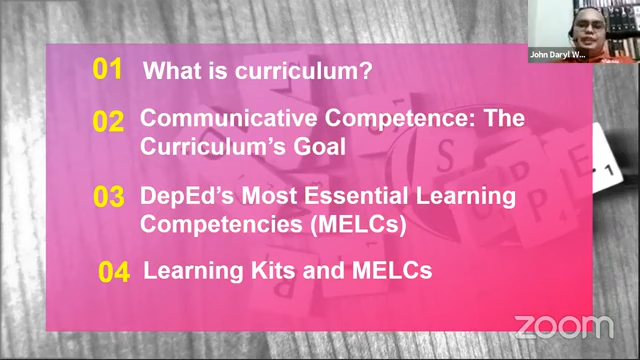 John Daryl W...
01 What is curriculum?
02 Communicative Competence: The
Curriculum's Goal
03 DepEd's Most Essential Learning
Competencies (MELCs)
04 Learning Kits and MELCs
zoom